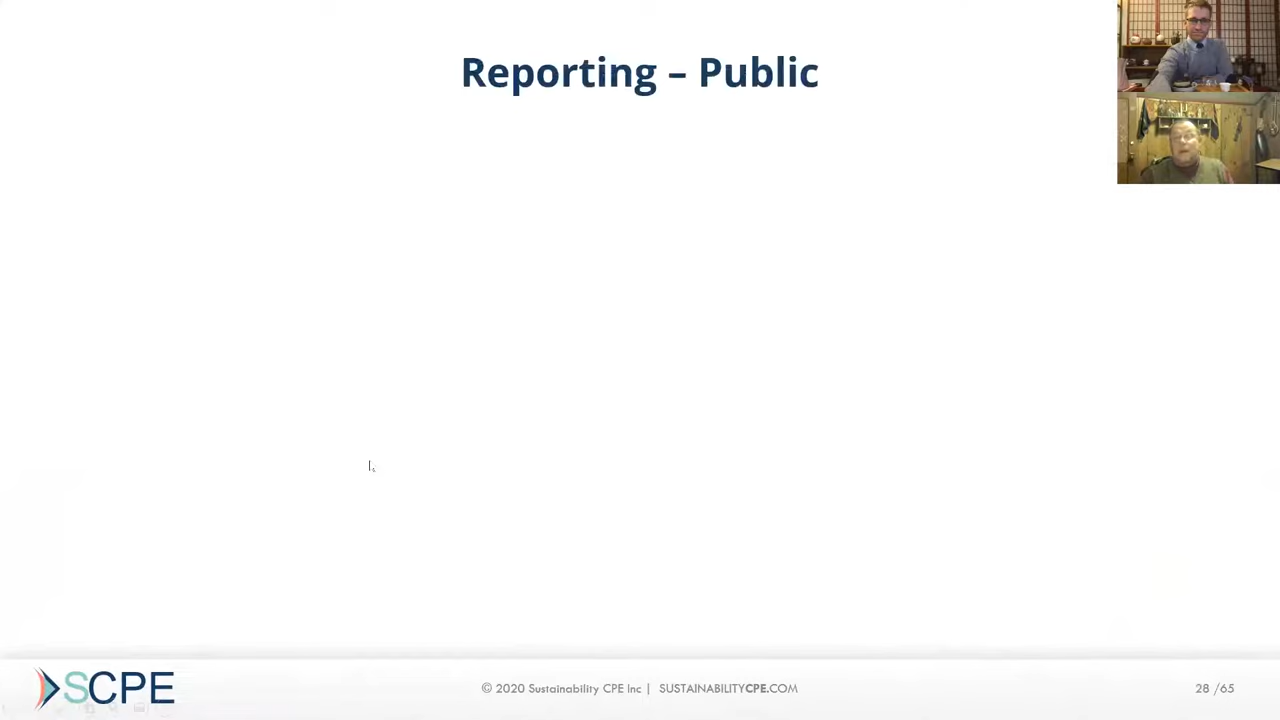 Reporting – Public
SCPE
© 2020 Sustainability CPE Inc | SUSTAINABILITYCPE.COM
28 /65